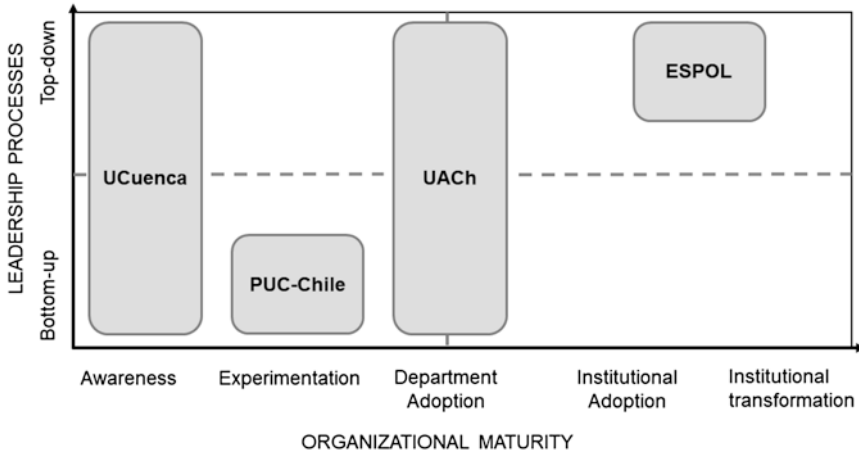 LEADERSHIP PROCESSES
Top-down
Bottom-up
ESPOL
UCuenca
UACh
PUC-Chile
Awareness
Experimentation
Department
Adoption
Institutional
Adoption
Institutional
transformation
ORGANIZATIONAL MATURITY